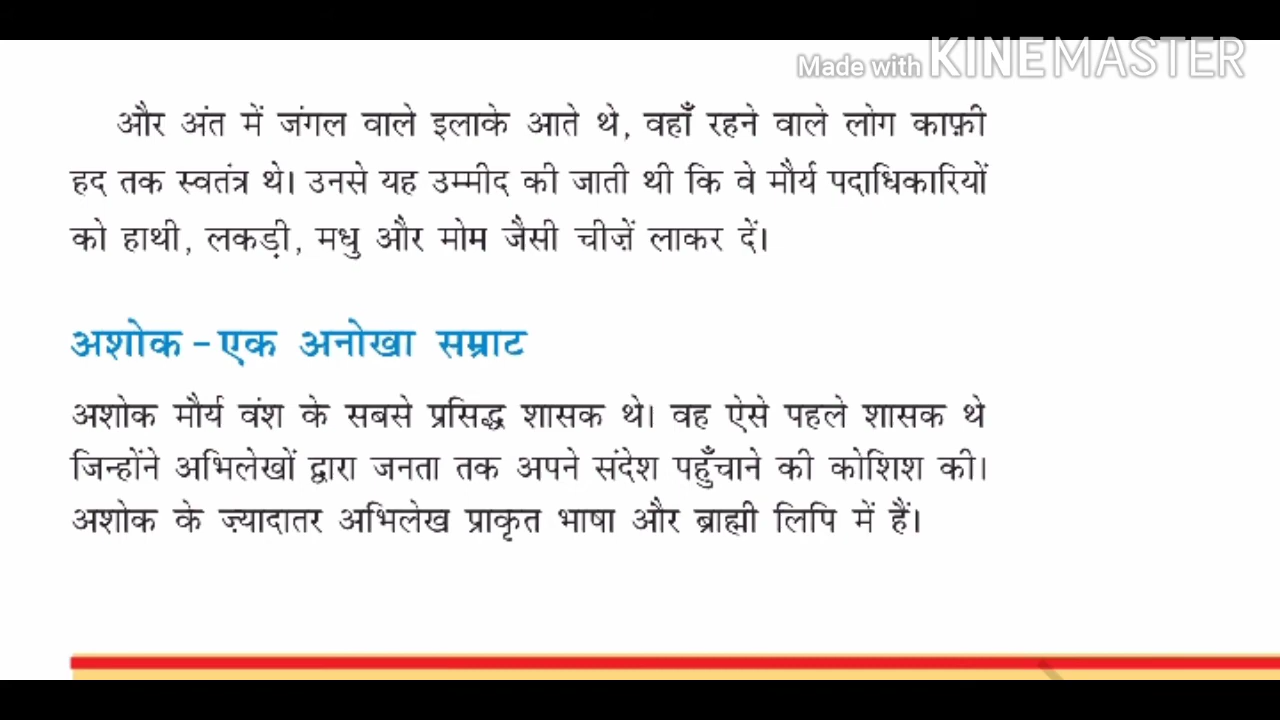 Made with KINEMASTER
और अंत में जंगल वाले इलाके आते थे, वहाँ रहने वाले लोग काफ़ी
हद तक स्वतंत्र थे। उनसे यह उम्मीद की जाती थी कि वे मौर्य पदाधिकारियों
को हाथी, लकड़ी, मधु और मोम जैसी चीज़ें लाकर दें।
अशोक – एक अनोखा सम्राट
अशोक मौर्य वंश के सबसे प्रसिद्ध शासक थे। वह ऐसे पहले शासक थे
जिन्होंने अभिलेखों द्वारा जनता तक अपने संदेश पहुँचाने की कोशिश की।
अशोक के ज़्यादातर अभिलेख प्राकृत भाषा और ब्राह्मी लिपि में हैं।